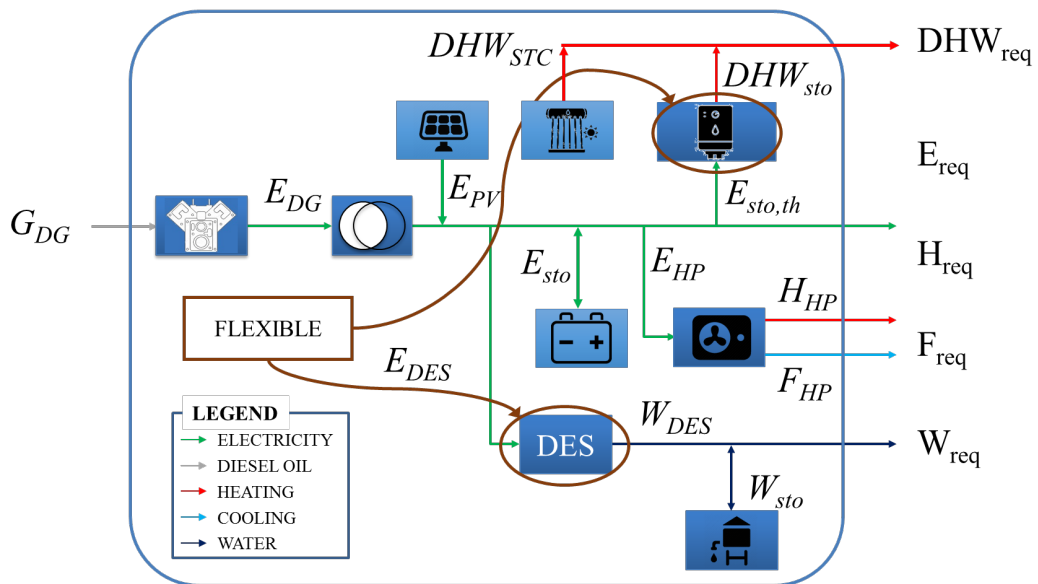 DHW_STC
DHW_req
DHW_sto
E_req
E_PV
E_sto,th
E_DG
G_DG
H_req
E_sto
E_HP
H_HP
FLEXIBLE
F_req
E_DES
F_HP
LEGEND
W_DES
ELECTRICITY
DES
W_req
DIESEL OIL
HEATING
W_sto
COOLING
WATER